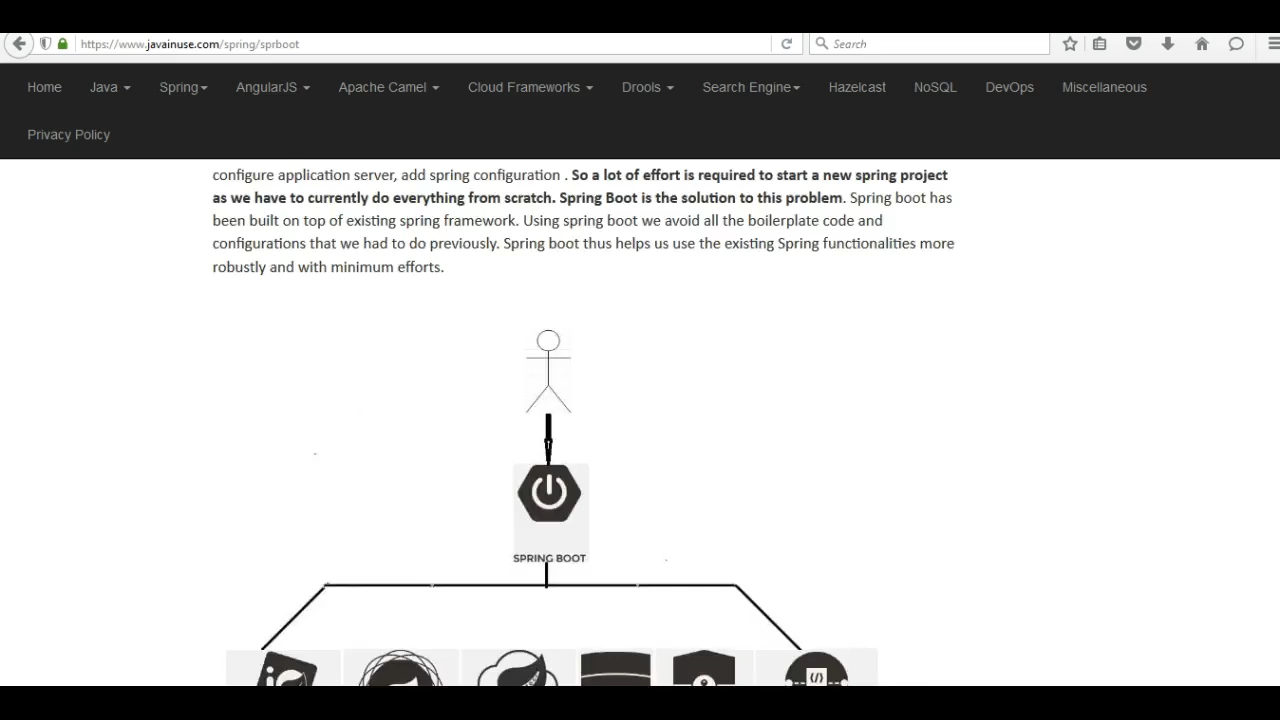 https://www.javainuse.com/spring/sprboot
Search
Home Java Spring AngularJS Apache Camel Cloud Frameworks Drools Search Engine Hazelcast NoSQL DevOps Miscellaneous
Privacy Policy
configure application server, add spring configuration . So a lot of effort is required to start a new spring project
as we have to currently do everything from scratch. Spring Boot is the solution to this problem. Spring boot has
been built on top of existing spring framework. Using spring boot we avoid all the boilerplate code and
configurations that we had to do previously. Spring boot thus helps us use the existing Spring functionalities more
robustly and with minimum efforts.
SPRING BOOT